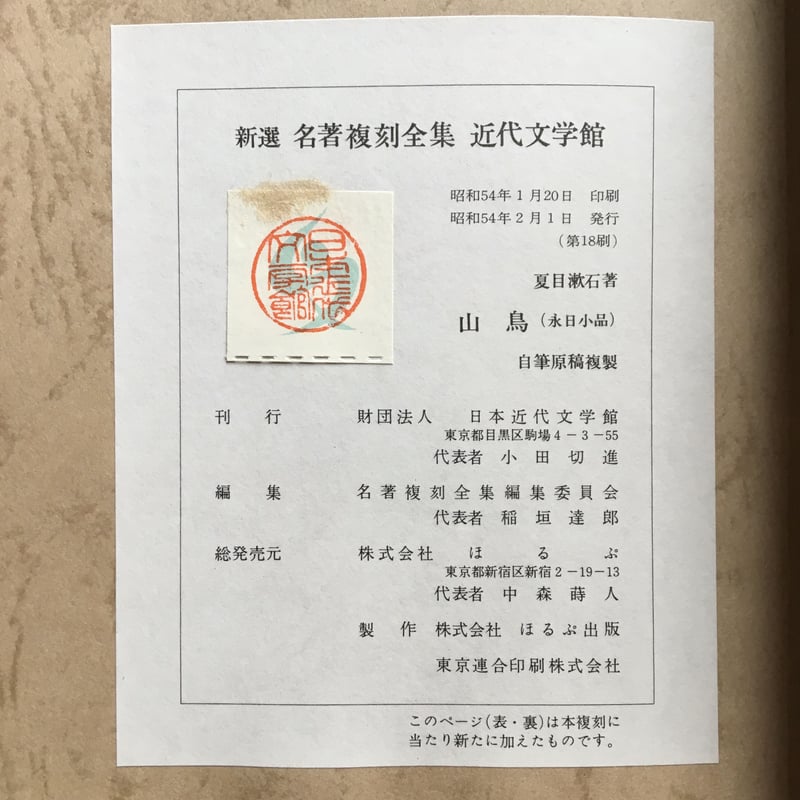 新選 名著複刻全集 近代文学館
昭和54年1月20日 印刷
昭和54年2月1日 発行
(第18刷)
夏目漱石著
山鳥(永日小品)
自筆原稿複製
刊行 財団法人 日本近代文学館
東京都目黒区駒場4-3-55
代表者 小田切進
編集 名著複刻全集編集委員会
代表者 稲垣達郎
総発売元 株式会社 ほるぷ
東京都新宿区新宿2-19-13
代表者 中森蒔人
製作 株式会社 ほるぷ出版
東京連合印刷株式会社
このページ(表・裏)は本複刻に
当たり新たに加えたものです。